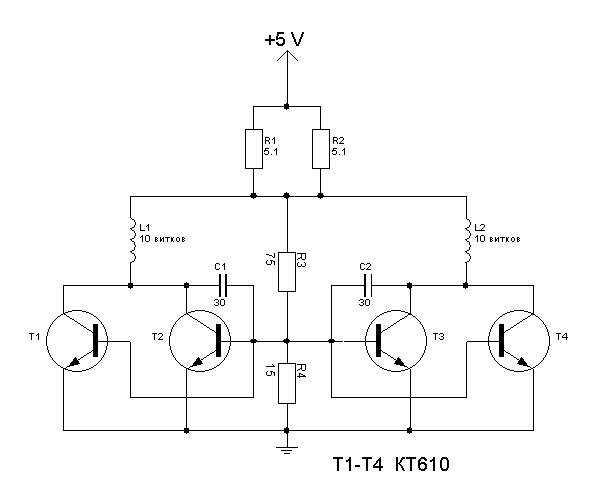 +5 V
R1
5.1
R2
5.1
L1
10 витков
L2
10 витков
R3
75
C1
30
C2
30
T1
T2
T3
T4
R4
15
T1-T4 КТ610